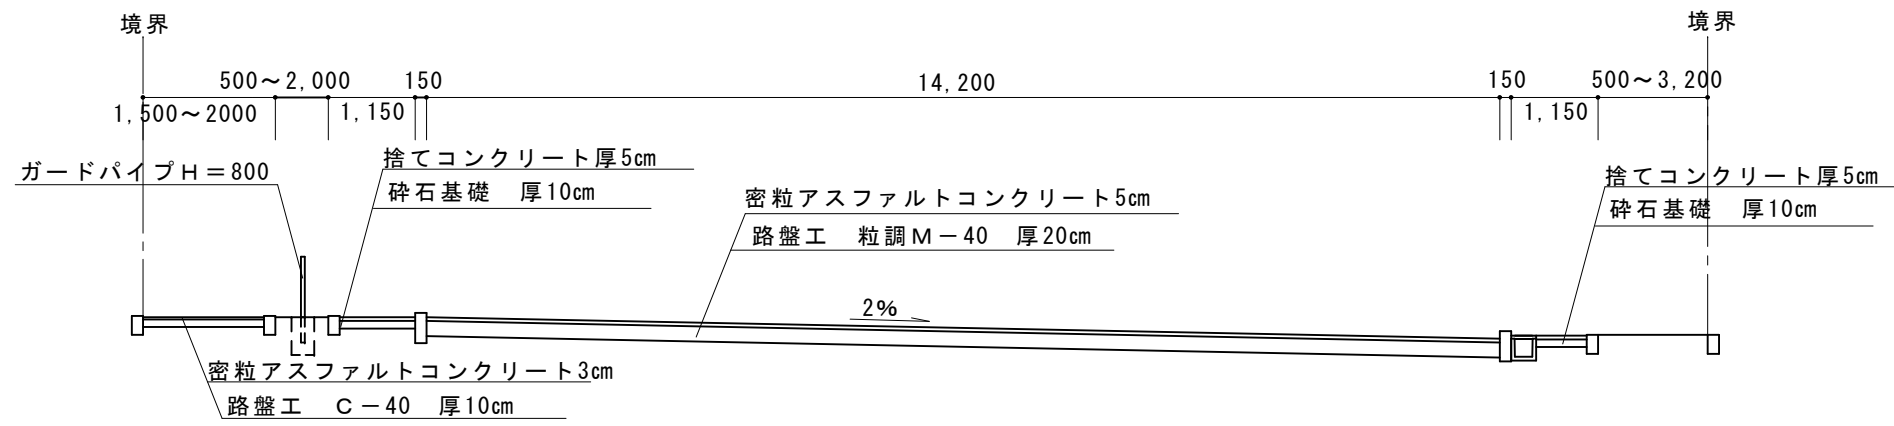 境界
境界
500～2,000
150
14,200
150
500～3,200
1,500～2000
1,150
1,150
ガードパイプH＝800
捨てコンクリート厚5㎝
砕石基礎　厚10㎝
密粒アスファルトコンクリート5㎝
路盤工　粒調M－40　厚20㎝
捨てコンクリート厚5㎝
砕石基礎　厚10㎝
2%
密粒アスファルトコンクリート3㎝
路盤工　C－40　厚10㎝